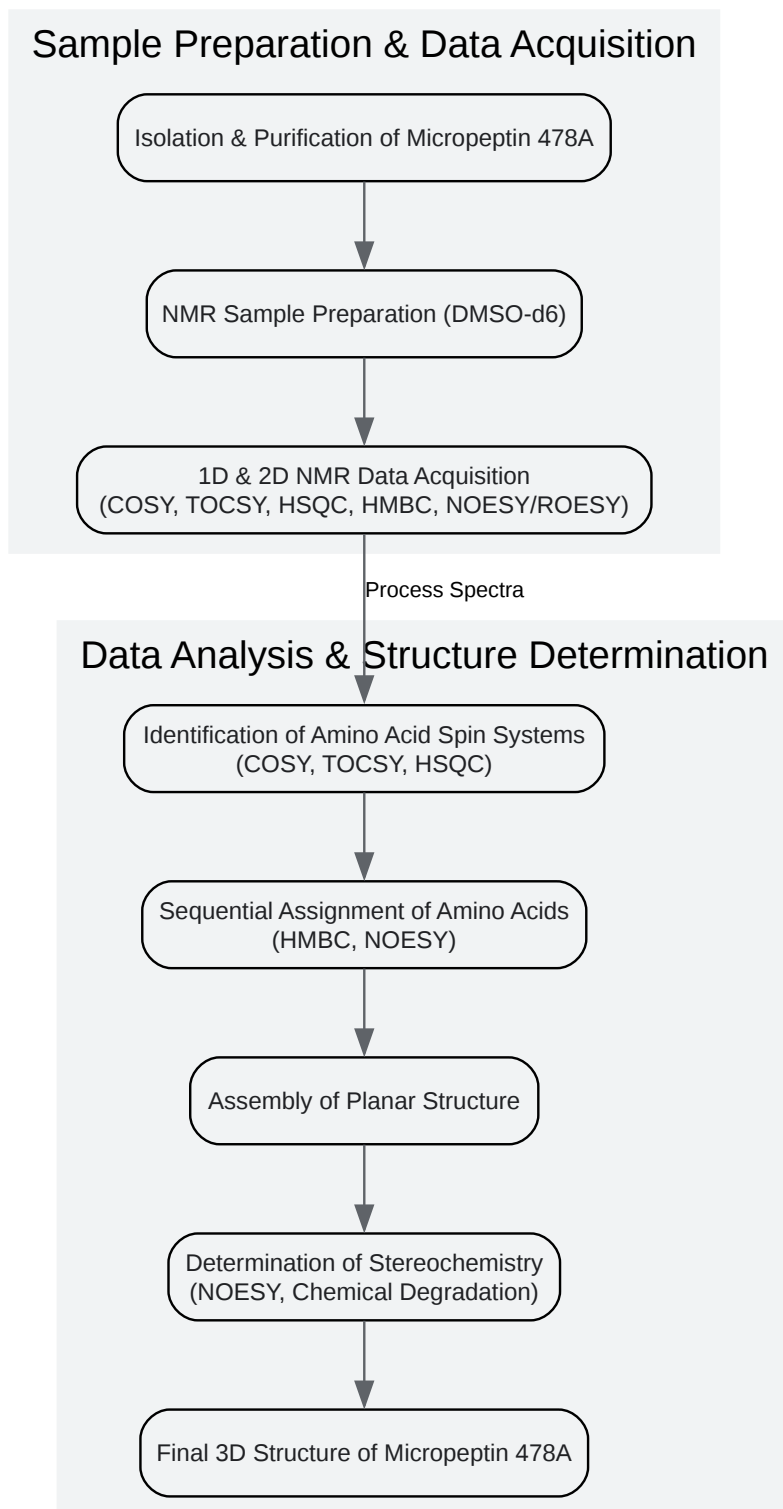 Sample Preparation & Data Acquisition
Isolation & Purification of Micropeptin 478A
NMR Sample Preparation (DMSO-d6)
1D & 2D NMR Data Acquisition
(COSY, TOCSY, HSQC, HMBC, NOESY/ROESY)
Process Spectra
Data Analysis & Structure Determination
Identification of Amino Acid Spin Systems
(COSY, TOCSY, HSQC)
Sequential Assignment of Amino Acids
(HMBC, NOESY)
Assembly of Planar Structure
Determination of Stereochemistry
(NOESY, Chemical Degradation)
Final 3D Structure of Micropeptin 478A